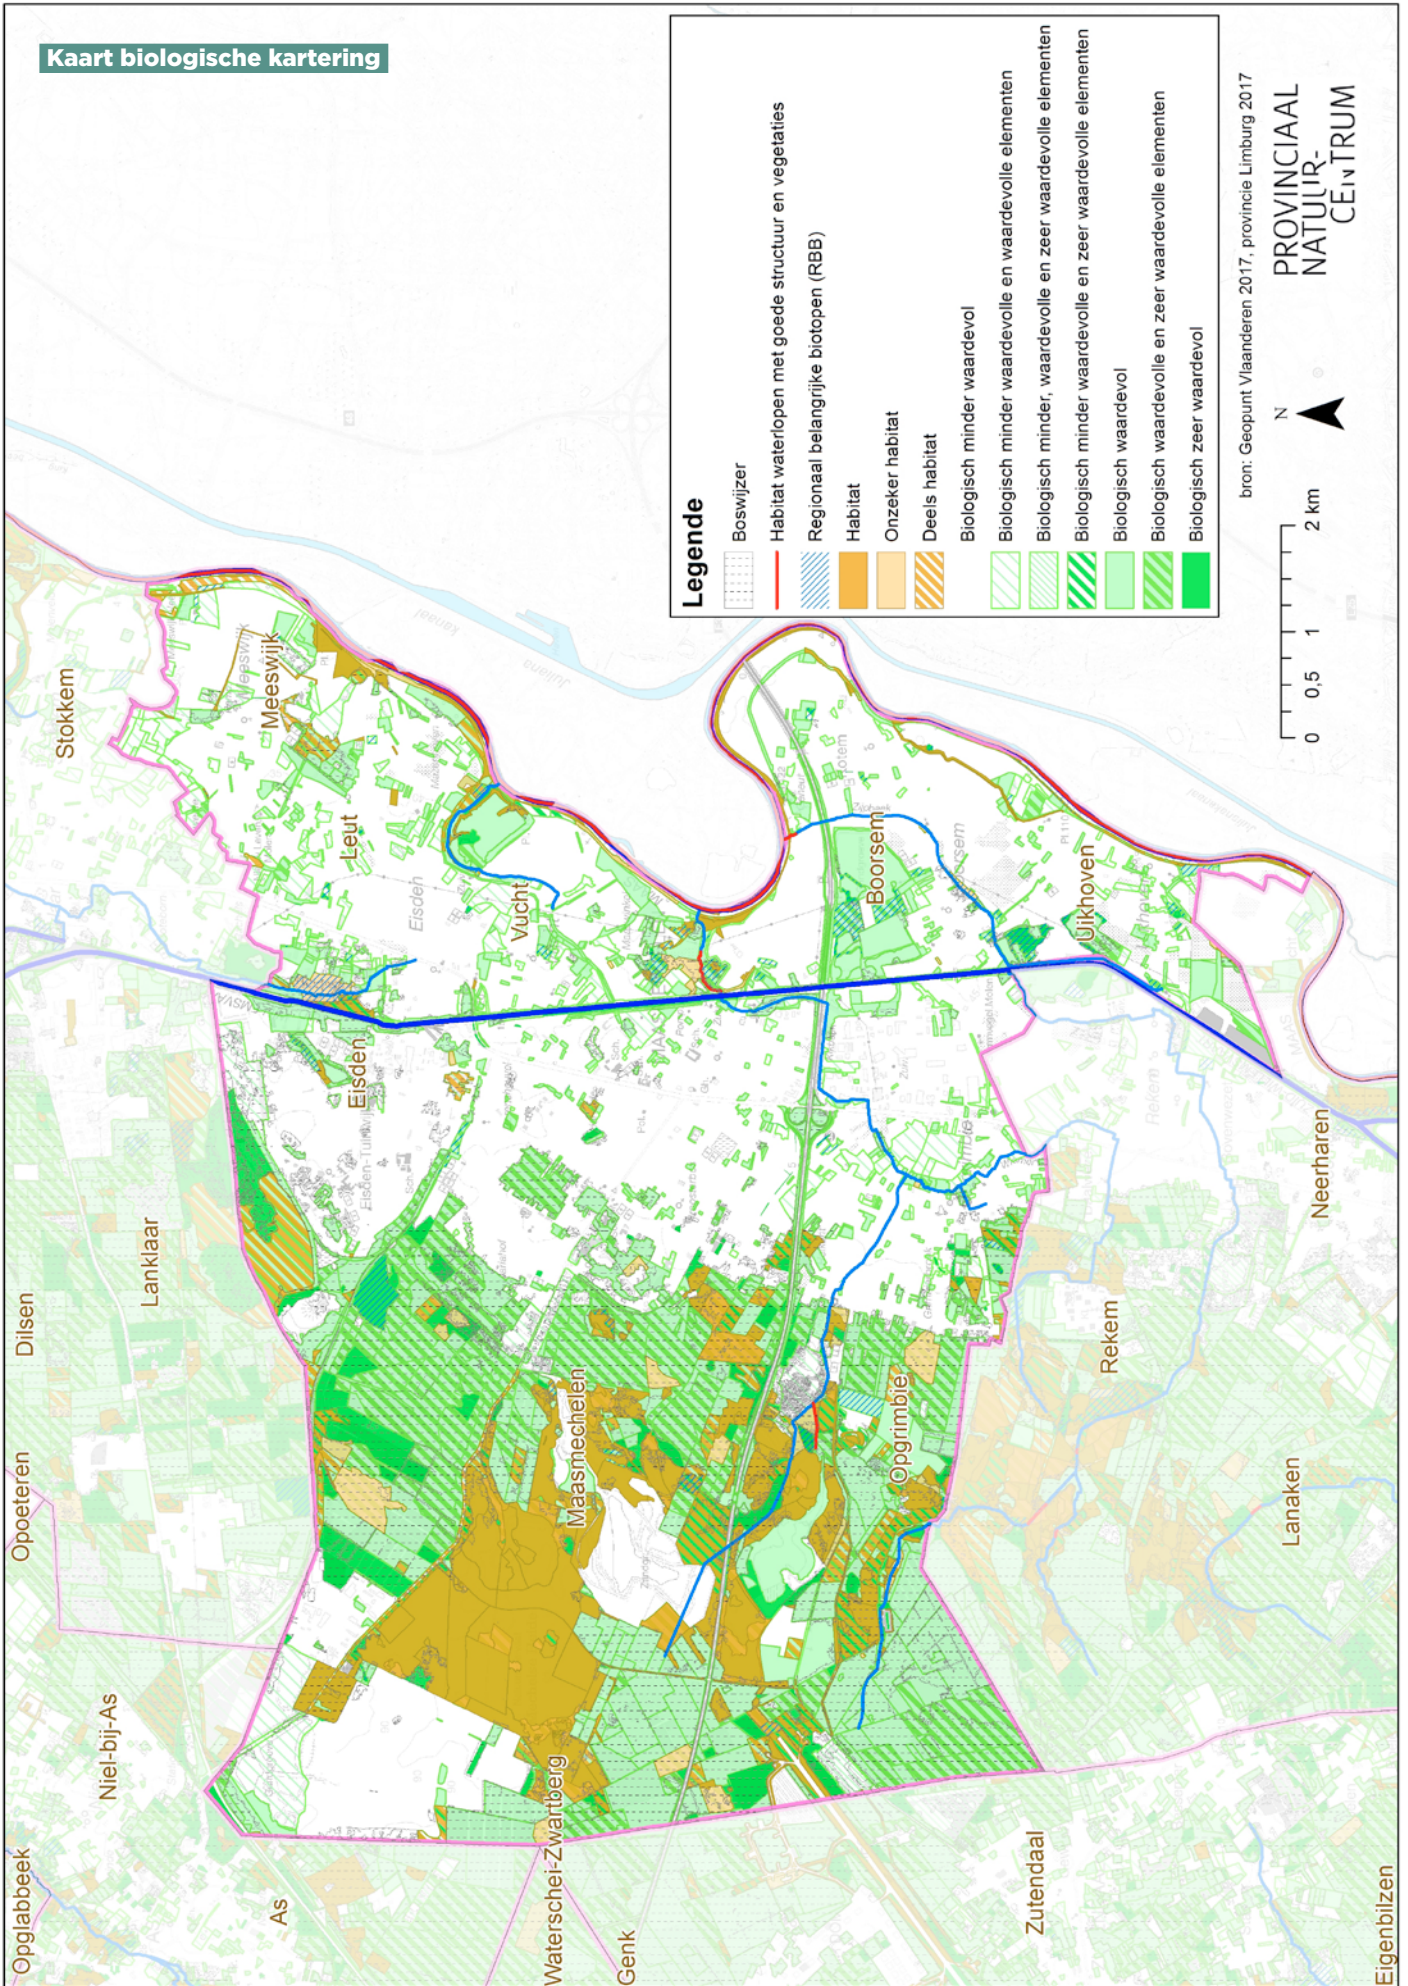 Kaart biologische kartering
Legende
Boswijzer
Habitat waterlopen met goede structuur en vegetaties
Regionaal belangrijke biotopen (RBB)
Habitat
Onzeker habitat
Deels habitat
Biologisch minder waardevol
Biologisch minder waardevolle en waardevolle elementen
Biologisch minder, waardevolle en zeer waardevolle elementen
Biologisch minder waardevolle en zeer waardevolle elementen
Biologisch waardevol
Biologisch waardevolle en zeer waardevolle elementen
Biologisch zeer waardevol
bron: Geopunt Vlaanderen 2017, provincie Limburg 2017
PROVINCIAAL
NATUUR-
CENTRUM
N
0 0,5 1 2 km
Opglabbeek
Opoeteren
Dilsen
Stokkem
Niel-bij-As
Lanklaar
As
Meeswijk
Meeswijk
Leut
Eisden
Eisden
Vucht
Waterschei-Zwartberg
Genk
Maasmechelen
Boorsem
Opgrimbie
Uikhoven
Zutendaal
Rekem
Rekem
Lanaken
Neerharen
Eigenbilzen
Juliana
kanaal